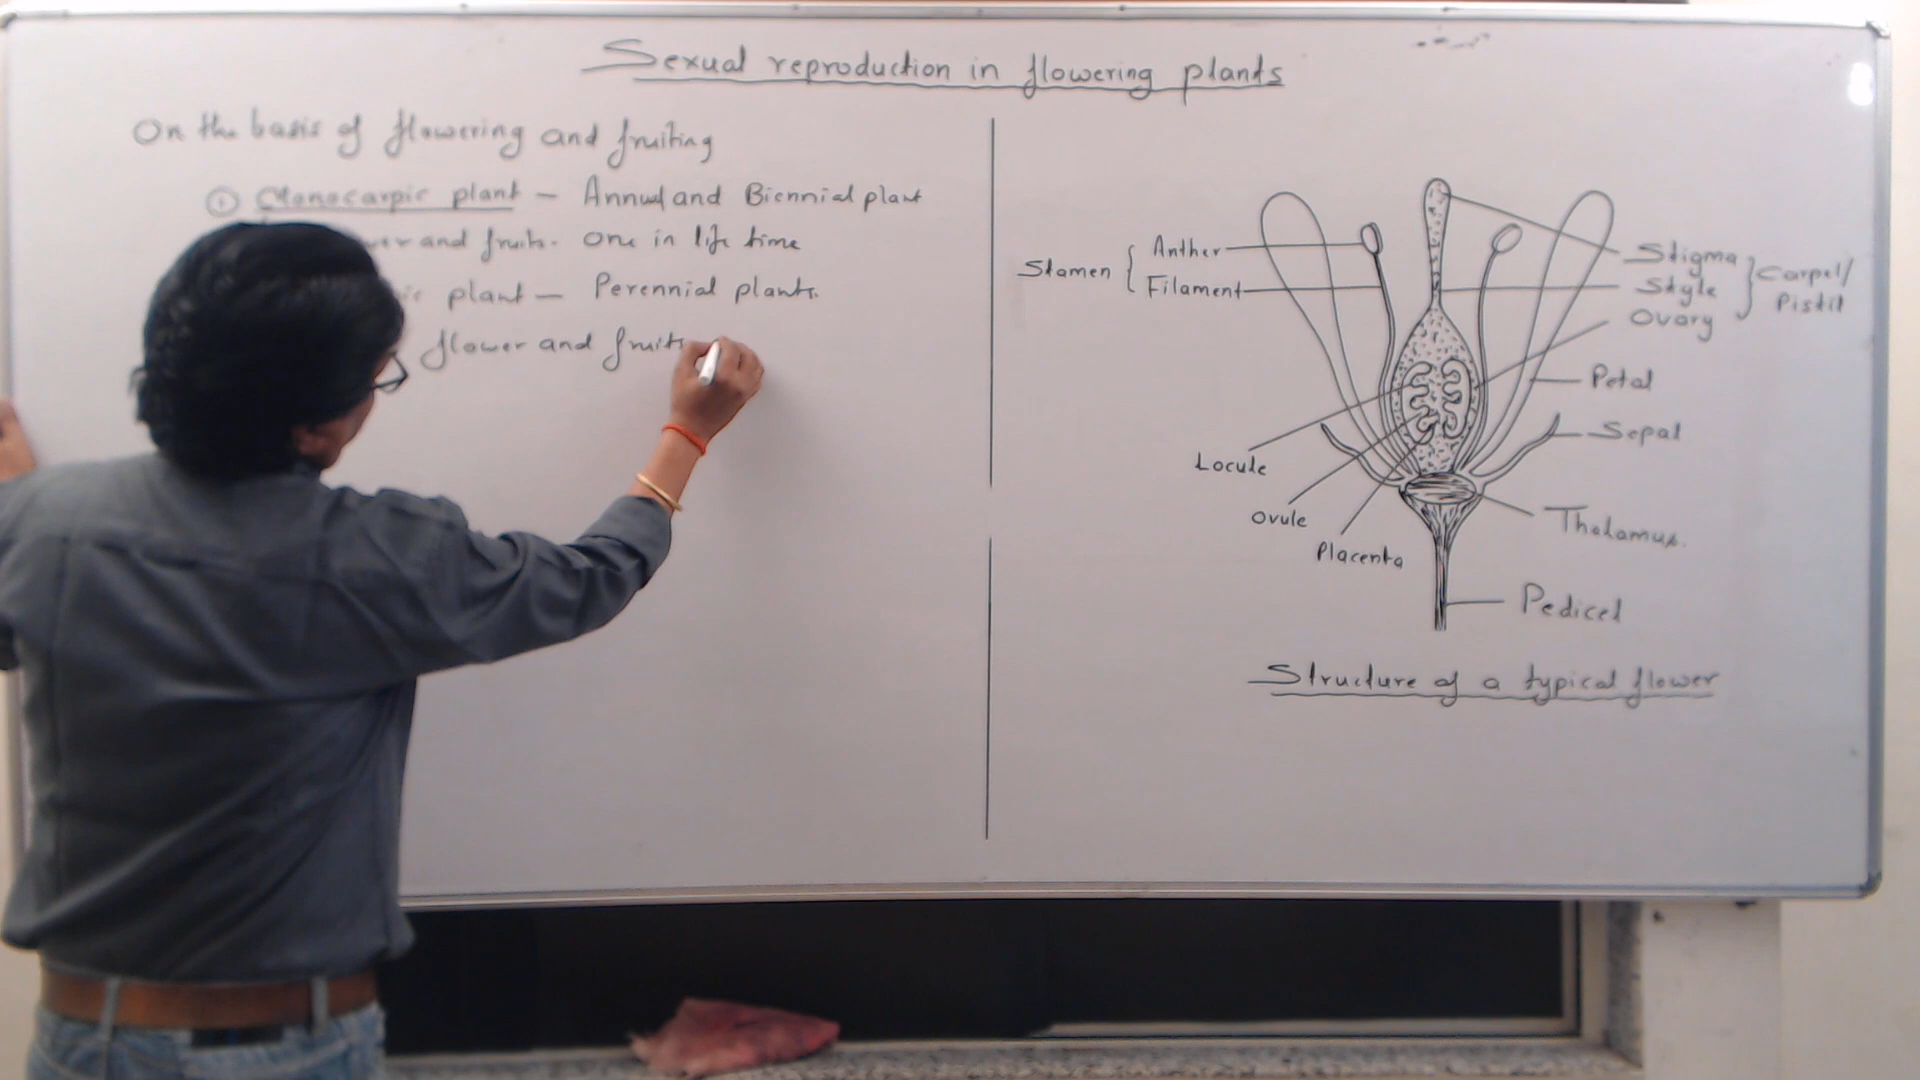 Sexual reproduction in flowering plants
On the basis of flowering and fruiting
① Monocarpic plant – Annual and Biennial plant
and fruits. One in life time
plant – Perennial plants.
flower and fruits
Stamen { Anther
Filament
Stigma
Style
Ovary
} Carpel/
Pistil
Petal
Sepal
Locule
Ovule
Placenta
Thalamus.
Pedicel
Structure of a typical flower